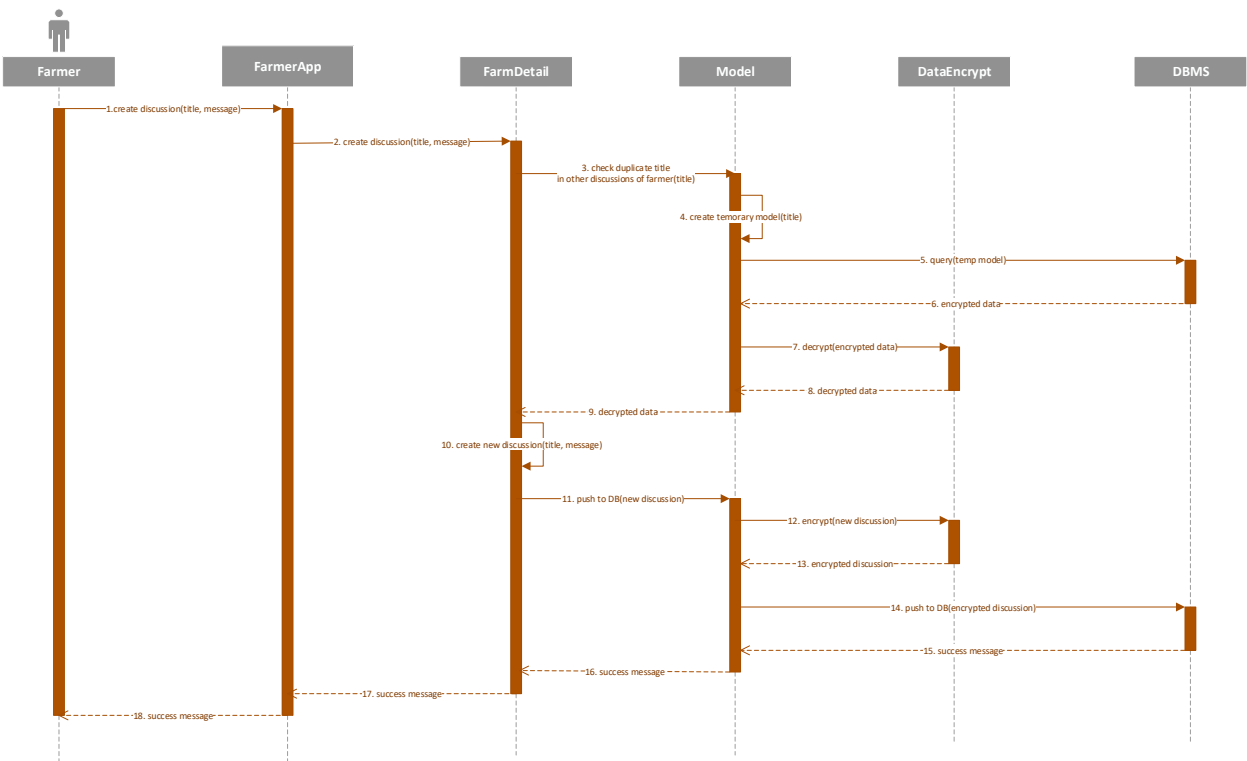 Farmer
FarmerApp
FarmDetail
Model
DataEncrypt
DBMS
1.create discussion(title, message)
2. create discussion(title, message)
3. check duplicate title
in other discussions of farmer(title)
4. create temorary model(title)
5. query(temp model)
6. encrypted data
7. decrypt(encrypted data)
8. decrypted data
9. decrypted data
10. create new discussion(title, message)
11. push to DB(new discussion)
12. encrypt(new discussion)
13. encrypted discussion
14. push to DB(encrypted discussion)
15. success message
16. success message
17. success message
18. success message